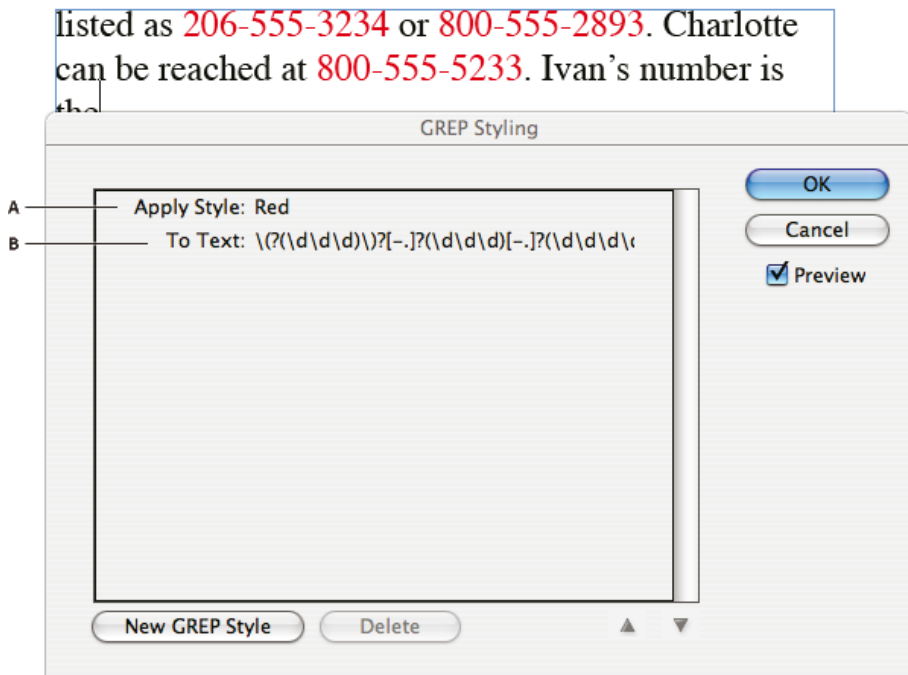 listed as 206-555-3234 or 800-555-2893. Charlotte
can be reached at 800-555-5233. Ivan’s number is
the
GREP Styling
A
Apply Style: Red
B
To Text: \(?(\d\d\d)\)?[-.]?(\d\d\d)[-.]?(\d\d\d\d
OK
Cancel
Preview
New GREP Style
Delete